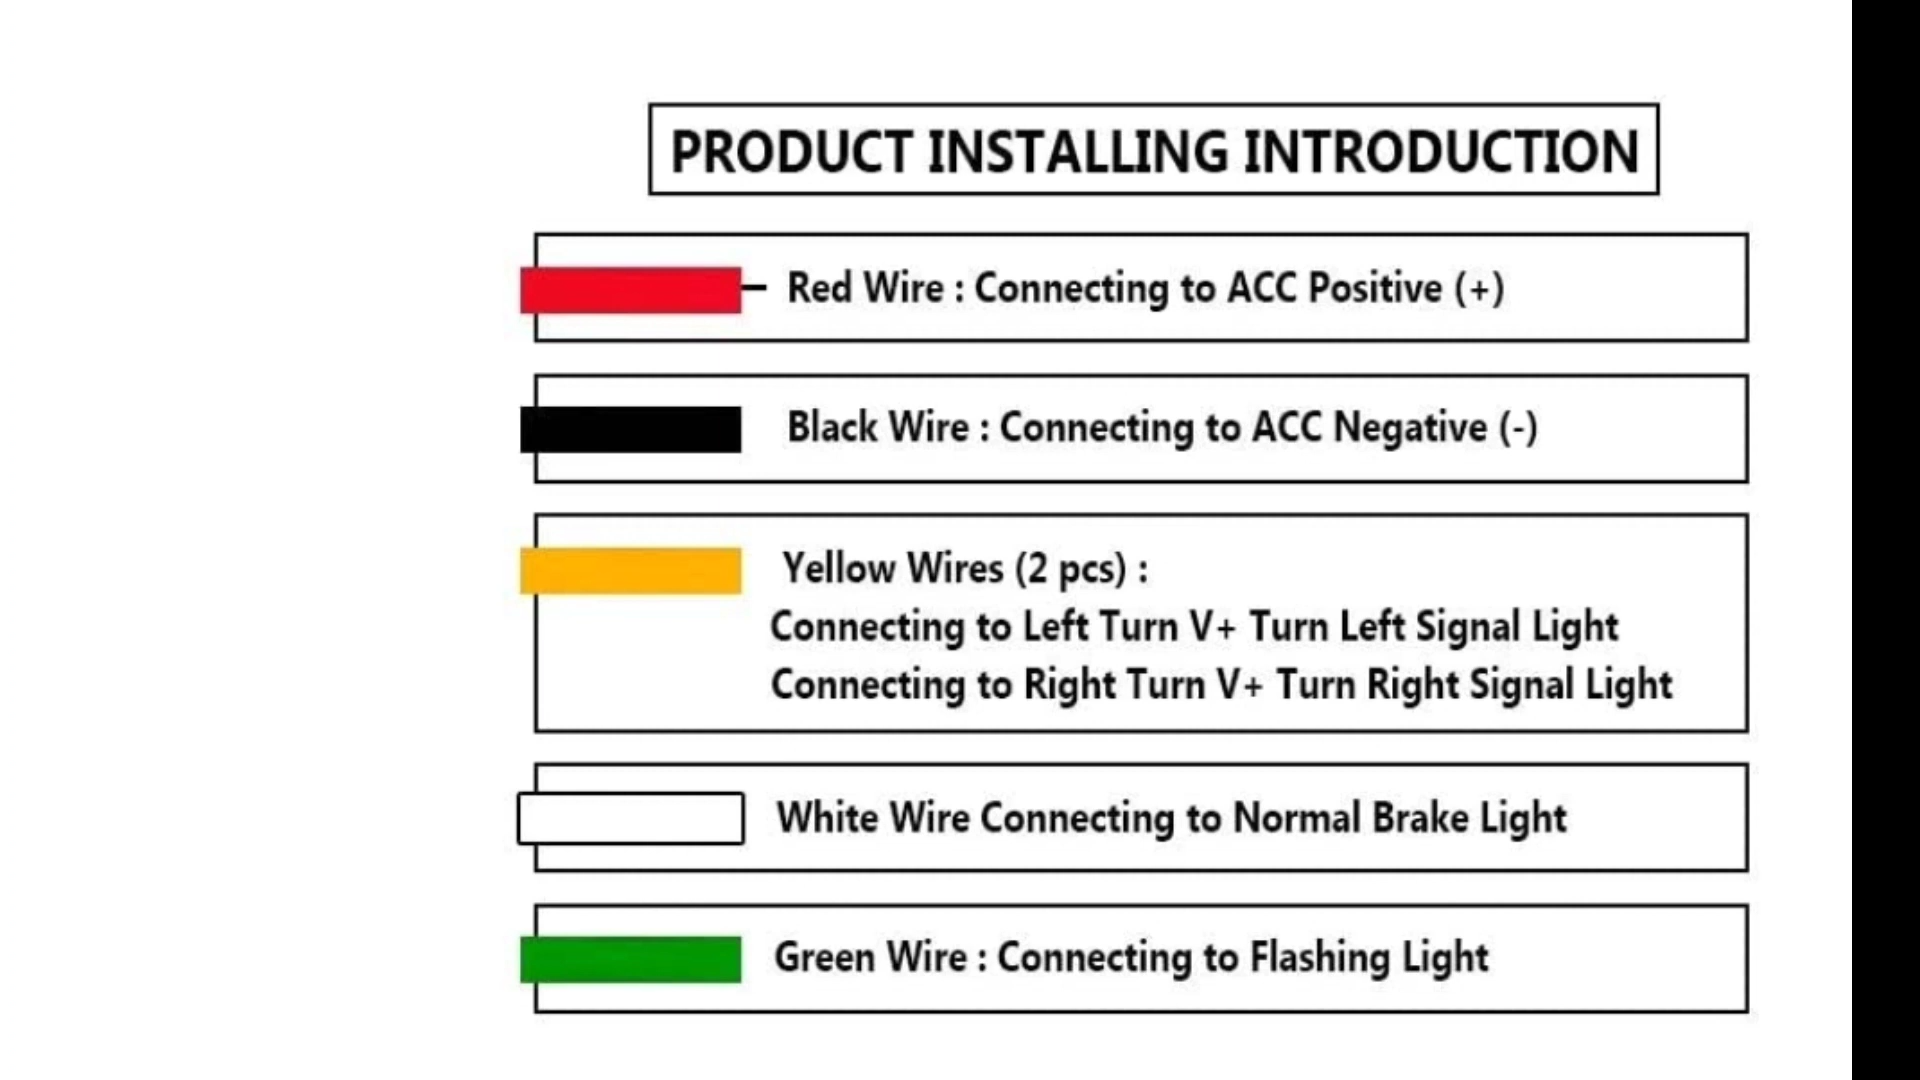 PRODUCT INSTALLING INTRODUCTION
Red Wire : Connecting to ACC Positive (+)
Black Wire : Connecting to ACC Negative (-)
Yellow Wires (2 pcs) :
Connecting to Left Turn V+ Turn Left Signal Light
Connecting to Right Turn V+ Turn Right Signal Light
White Wire Connecting to Normal Brake Light
Green Wire : Connecting to Flashing Light